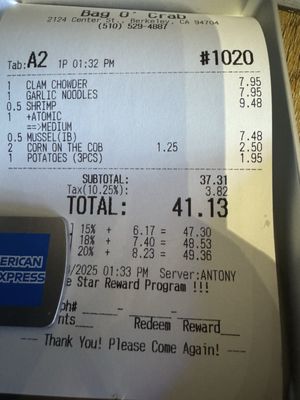 Bag O' Crab
2124 Center St., Berkeley, CA 94704
(510) 529-4887
Tab: A2 1P 01:32 PM #1020
1 CLAM CHOWDER 7.95
1 GARLIC NOODLES 7.95
0.5 SHRIMP 9.48
1 +ATOMIC
==>MEDIUM
0.5 MUSSEL(IB) 7.48
2 CORN ON THE COB 1.25 2.50
1 POTATOES (3PCS) 1.95
SUBTOTAL: 37.31
Tax(10.25%): 3.82
TOTAL: 41.13
] 15% + 6.17 = 47.30
] 18% + 7.40 = 48.53
20% + 8.23 = 49.36
/2025 01:33 PM Server:ANTONY
e Star Reward Program !!!
ph#
nts Redeem Reward
Thank You! Please Come Again!
ERICAN
XPRESS